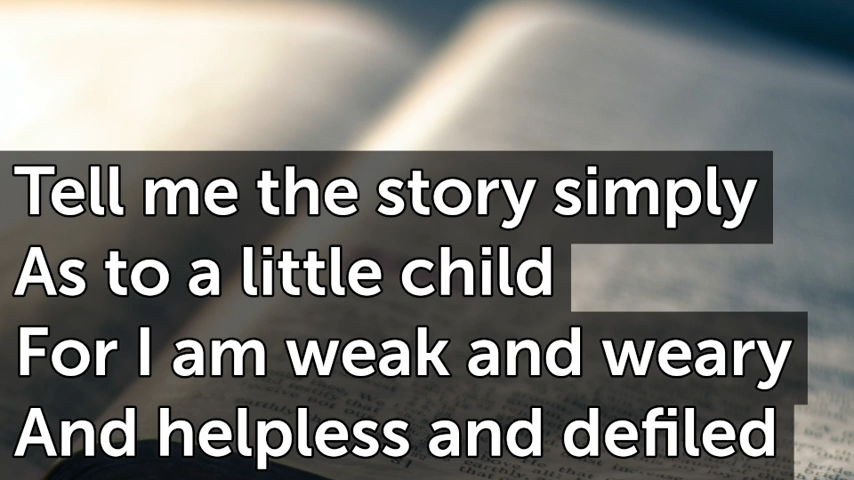 Tell me the story simply
As to a little child
For I am weak and weary
And helpless and defiled